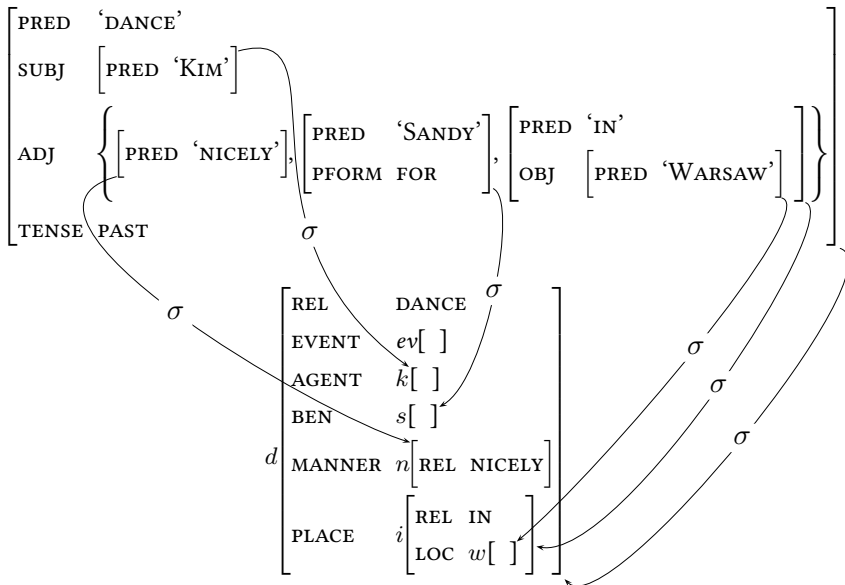 PRED ‘DANCE’
SUBJ [PRED ‘KIM’]
ADJ { [PRED ‘NICELY’], [PRED ‘SANDY’ PFORM FOR], [PRED ‘IN’ OBJ [PRED ‘WARSAW’]] }
TENSE PAST
σ
σ
σ
σ
σ
σ
d
REL DANCE
EVENT ev[ ]
AGENT k[ ]
BEN s[ ]
MANNER n[REL NICELY]
PLACE i[REL IN
LOC w[ ]]